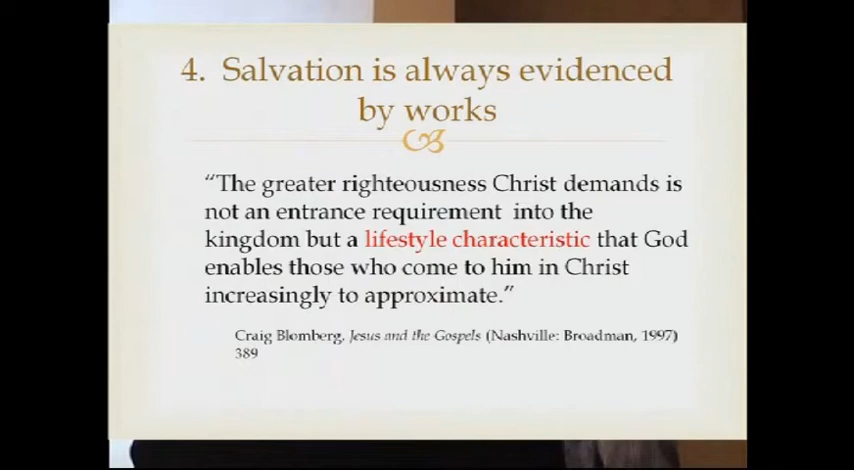 4. Salvation is always evidenced
by works
“The greater righteousness Christ demands is
not an entrance requirement into the
kingdom but a lifestyle characteristic that God
enables those who come to him in Christ
increasingly to approximate.”
Craig Blomberg, Jesus and the Gospels (Nashville: Broadman, 1997)
389